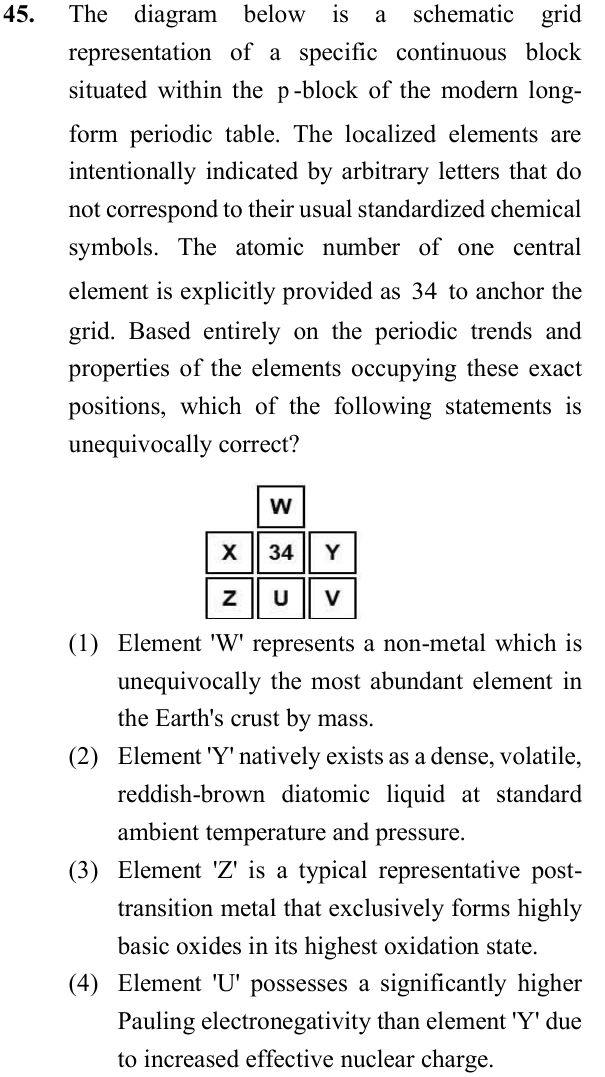 45. The diagram below is a schematic grid
representation of a specific continuous block
situated within the p-block of the modern long-
form periodic table. The localized elements are
intentionally indicated by arbitrary letters that do
not correspond to their usual standardized chemical
symbols. The atomic number of one central
element is explicitly provided as 34 to anchor the
grid. Based entirely on the periodic trends and
properties of the elements occupying these exact
positions, which of the following statements is
unequivocally correct?
W
X 34 Y
Z U V
(1) Element 'W' represents a non-metal which is
unequivocally the most abundant element in
the Earth's crust by mass.
(2) Element 'Y' natively exists as a dense, volatile,
reddish-brown diatomic liquid at standard
ambient temperature and pressure.
(3) Element 'Z' is a typical representative post-
transition metal that exclusively forms highly
basic oxides in its highest oxidation state.
(4) Element 'U' possesses a significantly higher
Pauling electronegativity than element 'Y' due
to increased effective nuclear charge.